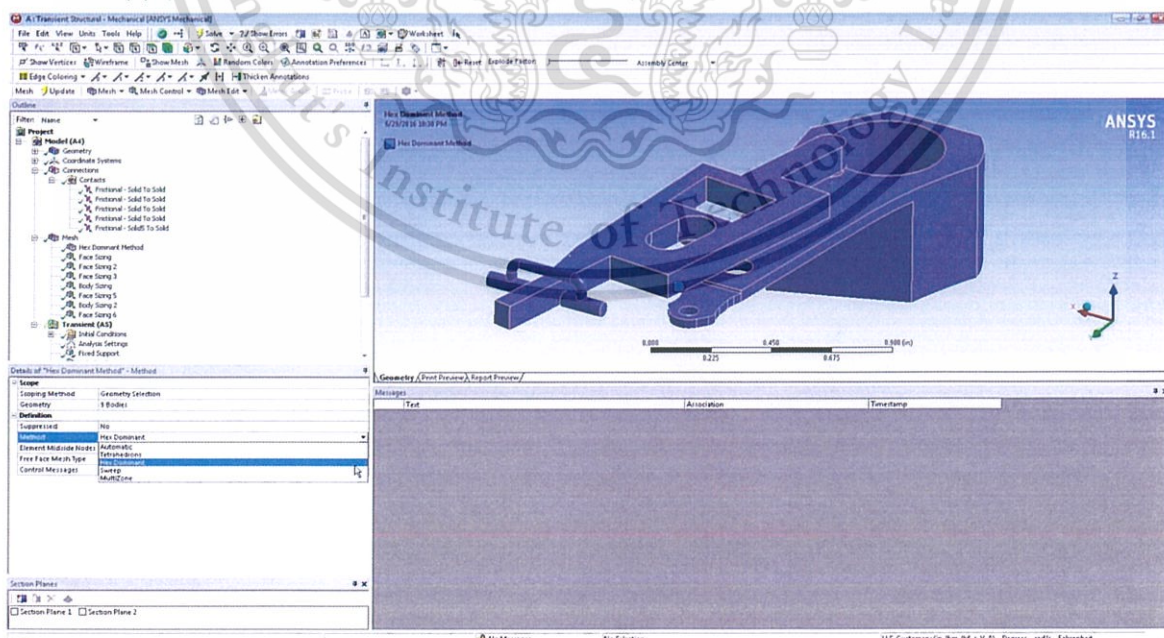 A : Transient Structural - Mechanical [ANSYS Mechanical]
File Edit View Units Tools Help Solve Show Errors Worksheet
Show Vertices Wireframe Show Mesh Random Colors Annotation Preferences Reset Explode Factor: Assembly Center
Edge Coloring Thicken Annotations
Mesh Update Mesh Mesh Control Mesh Edit
Outline
Filter: Name
Project
Model (A4)
Geometry
Coordinate Systems
Connections
Contacts
Frictional - Solid To Solid
Frictional - Solid To Solid
Frictional - Solid To Solid
Frictional - Solid To Solid
Frictional - SolidS To Solid
Mesh
Hex Dominant Method
Face Sizing
Face Sizing 2
Face Sizing 3
Body Sizing
Face Sizing 5
Body Sizing 2
Face Sizing 6
Transient (A5)
Initial Conditions
Analysis Settings
Fixed Support
Details of "Hex Dominant Method" - Method
Scope
Scoping Method Geometry Selection
Geometry 9 Bodies
Definition
Suppressed No
Method Hex Dominant
Element Midside Nodes Automatic
Tetrahedrons
Free Face Mesh Type Hex Dominant
Control Messages Sweep
MultiZone
Section Planes
Section Plane 1 Section Plane 2
Hex Dominant Method
Hex Dominant Method
ANSYS
R16.1
Z
X
Y
0.000 0.450 0.900 (in)
0.225 0.675
Geometry Print Preview Report Preview
Messages
Text Association Timestamp
No Messages No Selection
Institute of Technology